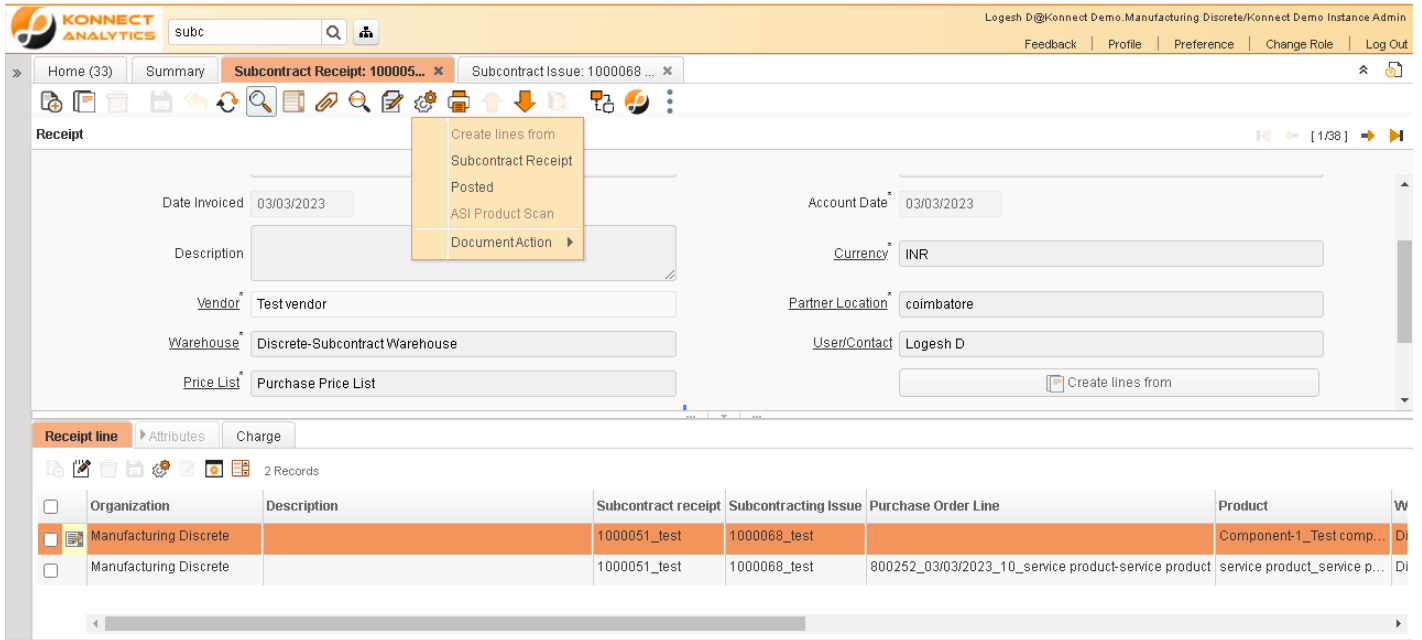 KONNECT
ANALYTICS
subc
Logesh D@Konnect Demo.Manufacturing Discrete/Konnect Demo Instance Admin
Feedback | Profile | Preference | Change Role | Log Out
» Home (33) Summary Subcontract Receipt: 100005... × Subcontract Issue: 1000068 ... ×
Receipt [ 1/38 ]
Create lines from
Subcontract Receipt
Posted
ASI Product Scan
DocumentAction
Date Invoiced 03/03/2023 Account Date* 03/03/2023
Description Currency* INR
Vendor* Test vendor Partner Location* coimbatore
Warehouse* Discrete-Subcontract Warehouse User/Contact Logesh D
Price List* Purchase Price List Create lines from
Receipt line Attributes Charge
2 Records
Organization Description Subcontract receipt Subcontracting Issue Purchase Order Line Product W
Manufacturing Discrete 1000051_test 1000068_test Component-1_Test comp... Di
Manufacturing Discrete 1000051_test 1000068_test 800252_03/03/2023_10_service product-service product service product_service p... Di